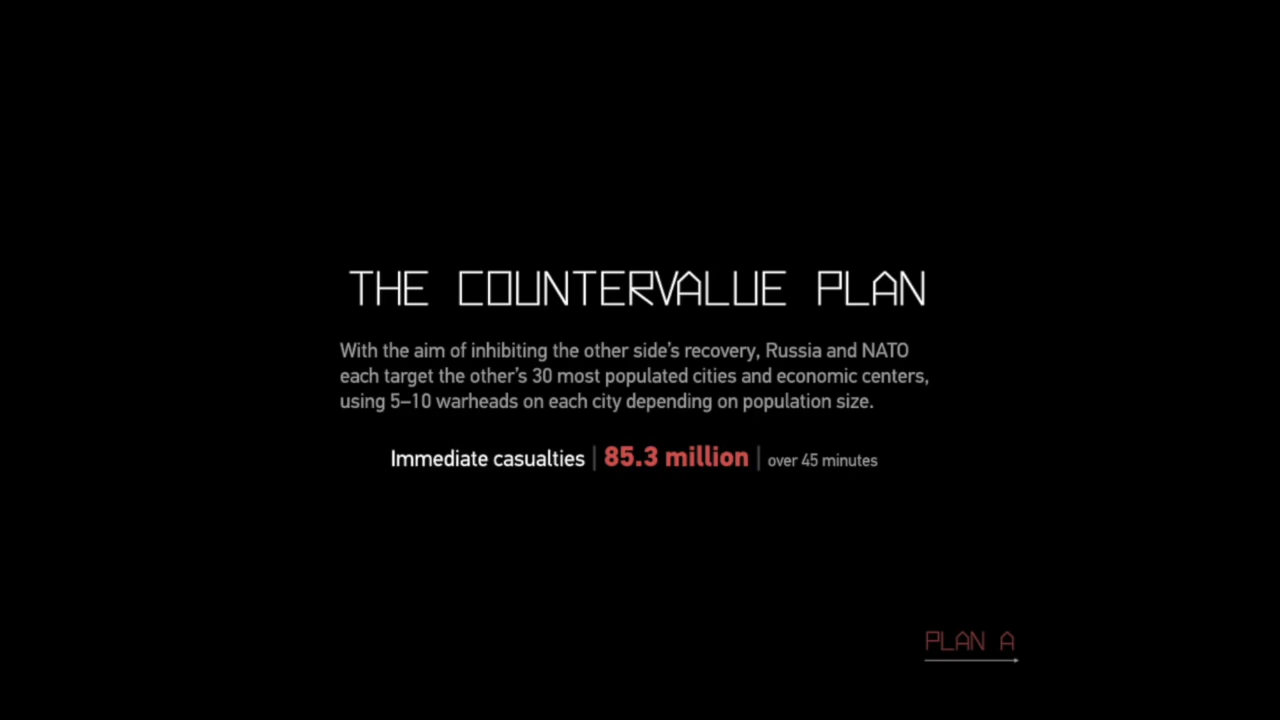 THE COUNTERVALUE PLAN
With the aim of inhibiting the other side's recovery, Russia and NATO
each target the other's 30 most populated cities and economic centers,
using 5–10 warheads on each city depending on population size.
Immediate casualties | 85.3 million | over 45 minutes
PLAN A